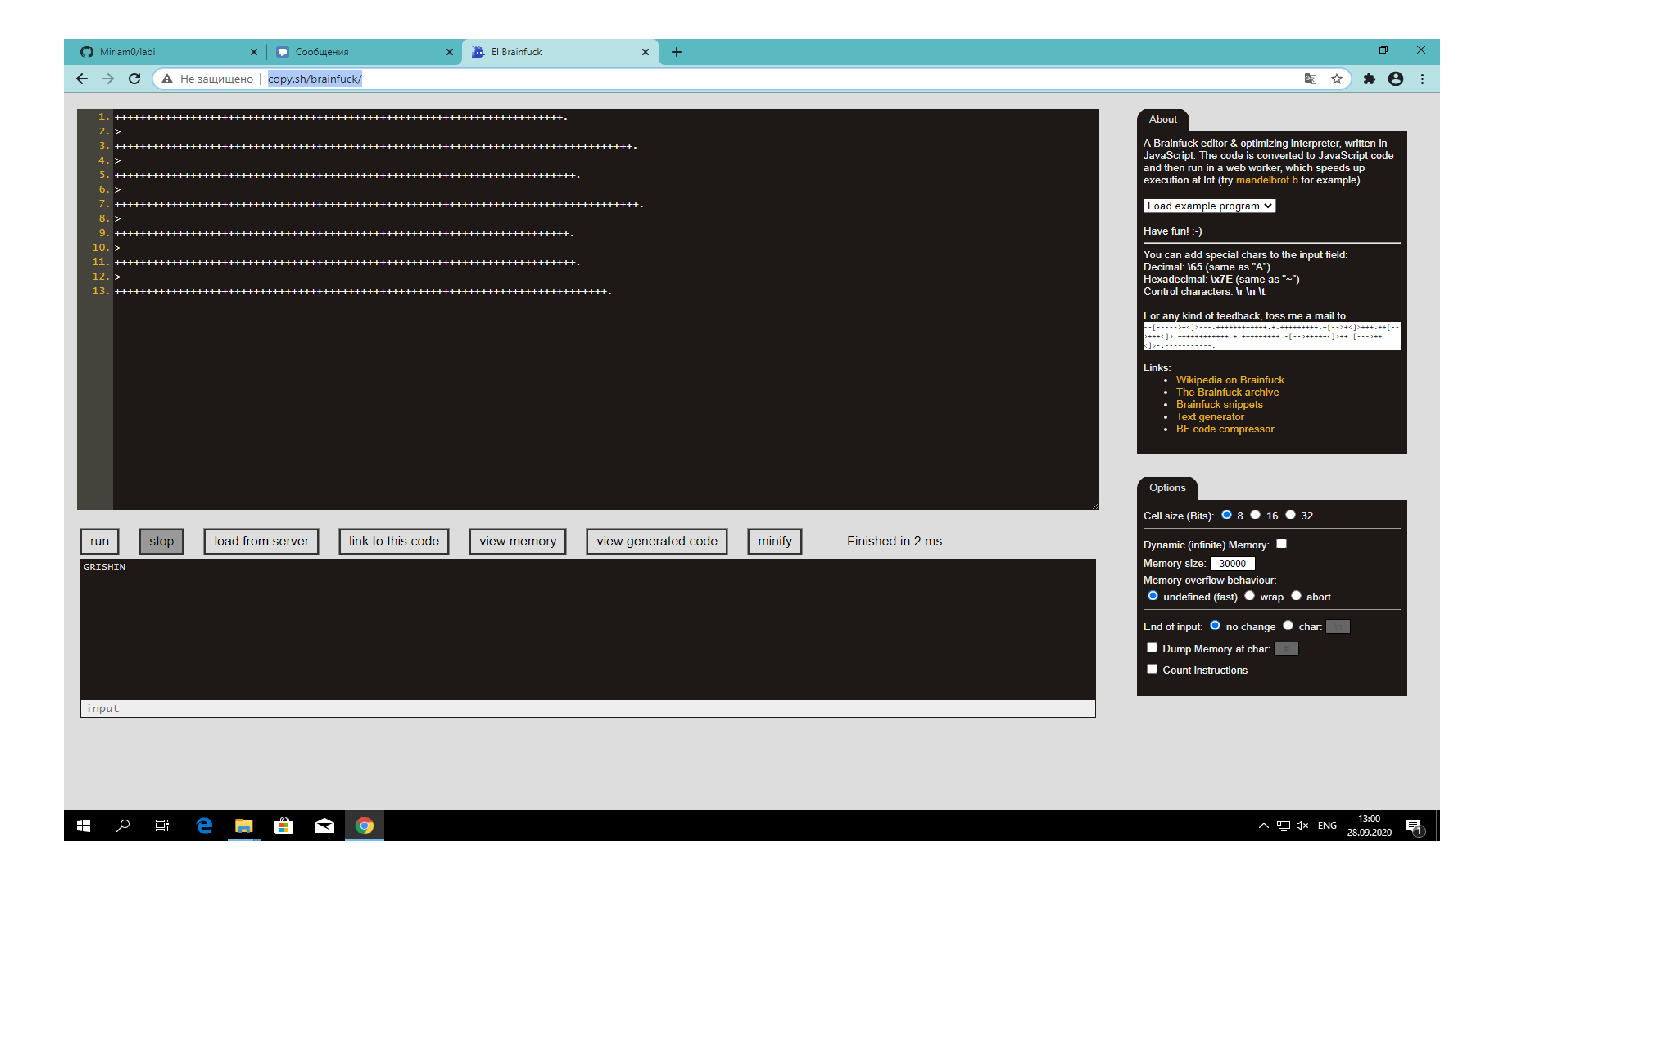 Сообщения
El Brainfuck
Не защищено | copy.sh/brainfuck/
1. +++++++++++++++++++++++++++++++++++++++++++++++++++++++++++++++++++++++.
2. >
3. ++++++++++++++++++++++++++++++++++++++++++++++++++++++++++++++++++++++++++++++++++.
4. >
5. +++++++++++++++++++++++++++++++++++++++++++++++++++++++++++++++++++++++++.
6. >
7. +++++++++++++++++++++++++++++++++++++++++++++++++++++++++++++++++++++++++++++++++++.
8. >
9. ++++++++++++++++++++++++++++++++++++++++++++++++++++++++++++++++++++++++.
10. >
11. +++++++++++++++++++++++++++++++++++++++++++++++++++++++++++++++++++++++++.
12. >
13. ++++++++++++++++++++++++++++++++++++++++++++++++++++++++++++++++++++++++++++++.
run stop load from server link to this code view memory view generated code minify Finished in 2 ms
GRISHIN
input
About
A Brainfuck editor & optimizing interpreter, written in
JavaScript. The code is converted to JavaScript code
and then run in a web worker, which speeds up
execution at lot (try mandelbrot.b for example)
Load example program
Have fun! :-)
You can add special chars to the input field:
Decimal: \65 (same as "A")
Hexadecimal: \x7E (same as "~")
Control characters: \r \n \t
For any kind of feedback, toss me a mail to
Links:
Wikipedia on Brainfuck
The Brainfuck archive
Brainfuck snippets
Text generator
BF code compressor
Options
Cell size (Bits): 8 16 32
Dynamic (infinite) Memory:
Memory size: 30000
Memory overflow behaviour:
undefined (fast) wrap abort
End of input: no change char:
Dump Memory at char:
Count Instructions
ENG
13:00
28.09.2020
1